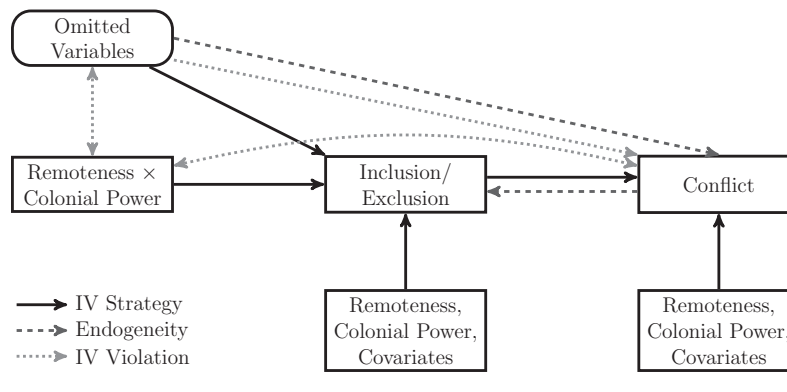 Omitted
Variables
Remoteness ×
Colonial Power
Inclusion/
Exclusion
Conflict
IV Strategy
Endogeneity
IV Violation
Remoteness,
Colonial Power,
Covariates
Remoteness,
Colonial Power,
Covariates